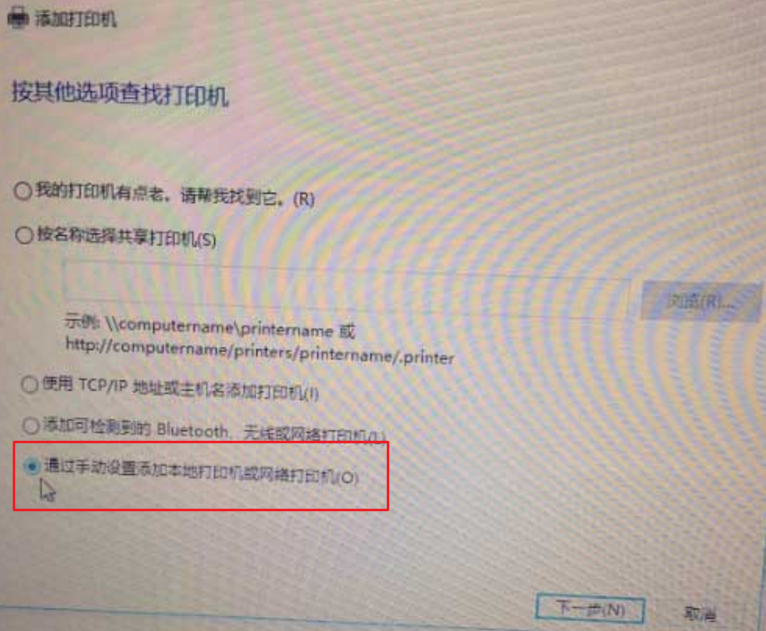 添加打印机
按其他选项查找打印机
我的打印机有点老。请帮我找到它。(R)
按名称选择共享打印机(S)
浏览(R)...
示例: \\computername\printername 或
http://computername/printers/printername/.printer
使用 TCP/IP 地址或主机名添加打印机(I)
添加可检测到的 Bluetooth、无线或网络打印机(L)
通过手动设置添加本地打印机或网络打印机(O)
下一步(N)
取消